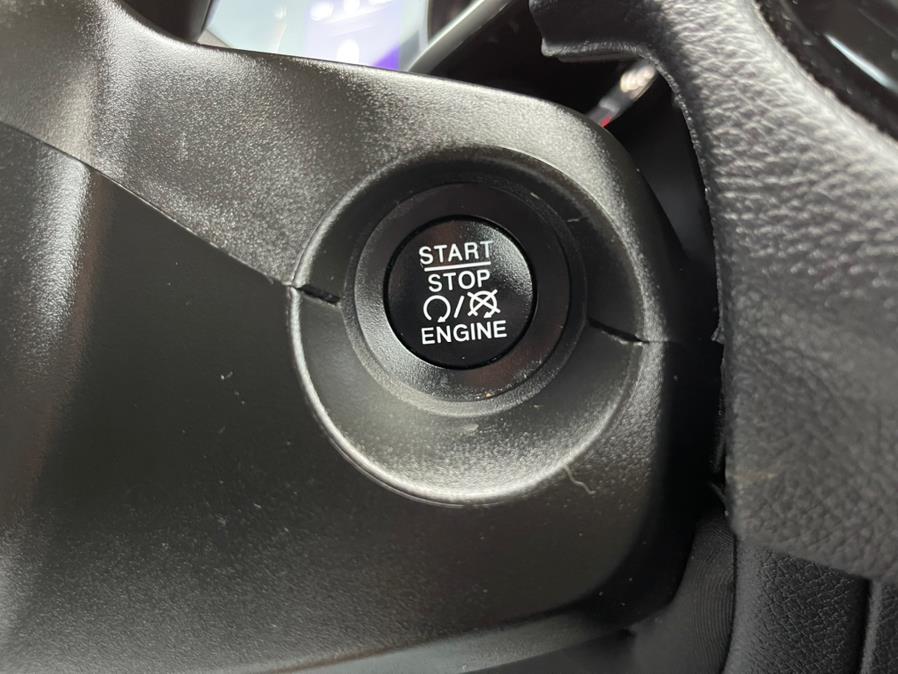 START
STOP
/
ENGINE